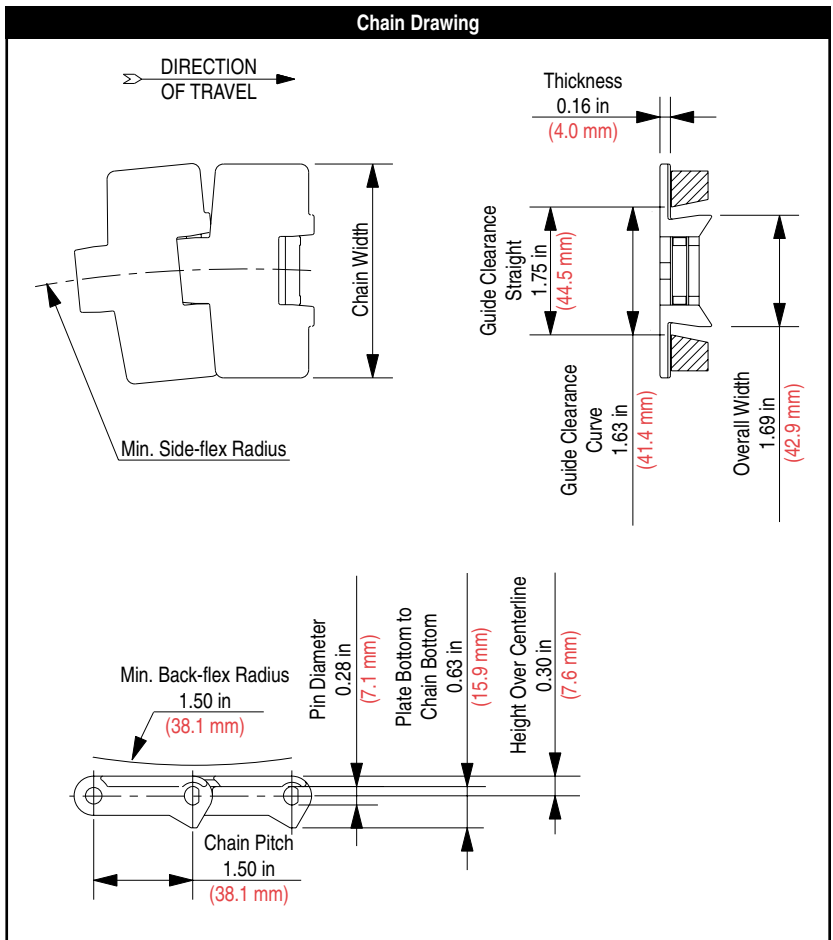 Chain Drawing
DIRECTION
OF TRAVEL
Thickness
0.16 in
(4.0 mm)
Chain Width
Guide Clearance
Straight
1.75 in
(44.5 mm)
Min. Side-flex Radius
Guide Clearance
Curve
1.63 in
(41.4 mm)
Overall Width
1.69 in
(42.9 mm)
Min. Back-flex Radius
1.50 in
(38.1 mm)
Pin Diameter
0.28 in
(7.1 mm)
Plate Bottom to
Chain Bottom
0.63 in
(15.9 mm)
Height Over Centerline
0.30 in
(7.6 mm)
Chain Pitch
1.50 in
(38.1 mm)